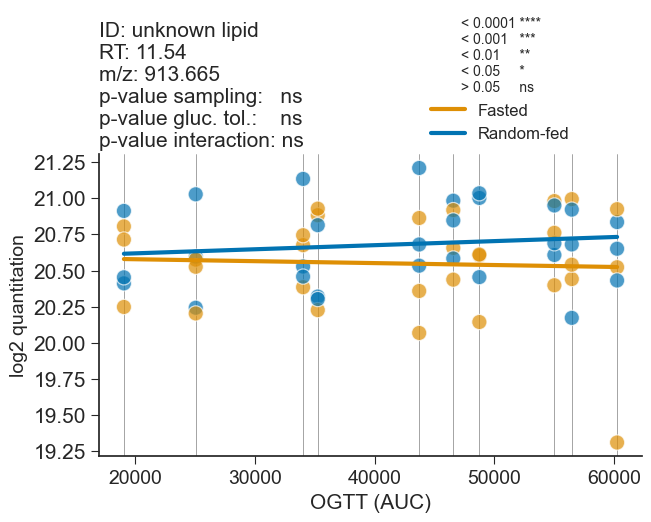 ID: unknown lipid
RT: 11.54
m/z: 913.665
p-value sampling: ns
p-value gluc. tol.: ns
p-value interaction: ns
< 0.0001 ****
< 0.001 ***
< 0.01 **
< 0.05 *
> 0.05 ns
Fasted
Random-fed
21.25
21.00
20.75
20.50
20.25
20.00
19.75
19.50
19.25
log2 quantitation
20000 30000 40000 50000 60000
OGTT (AUC)